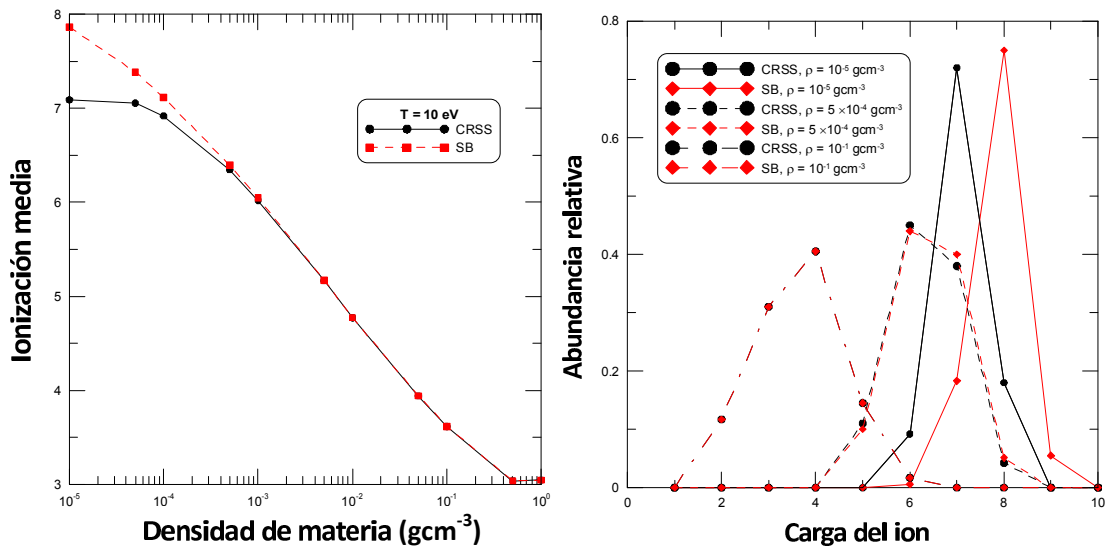 8
7
6
5
4
3
Ionización media
T = 10 eV
CRSS
SB
10⁻⁵ 10⁻⁴ 10⁻³ 10⁻² 10⁻¹ 10⁰
Densidad de materia (gcm⁻³)
0.8
0.6
0.4
0.2
0
Abundancia relativa
CRSS, ρ = 10⁻⁵ gcm⁻³
SB, ρ = 10⁻⁵ gcm⁻³
CRSS, ρ = 5 ×10⁻⁴ gcm⁻³
SB, ρ = 5 ×10⁻⁴ gcm⁻³
CRSS, ρ = 10⁻¹ gcm⁻³
SB, ρ = 10⁻¹ gcm⁻³
0 2 4 6 8 10
Carga del ion